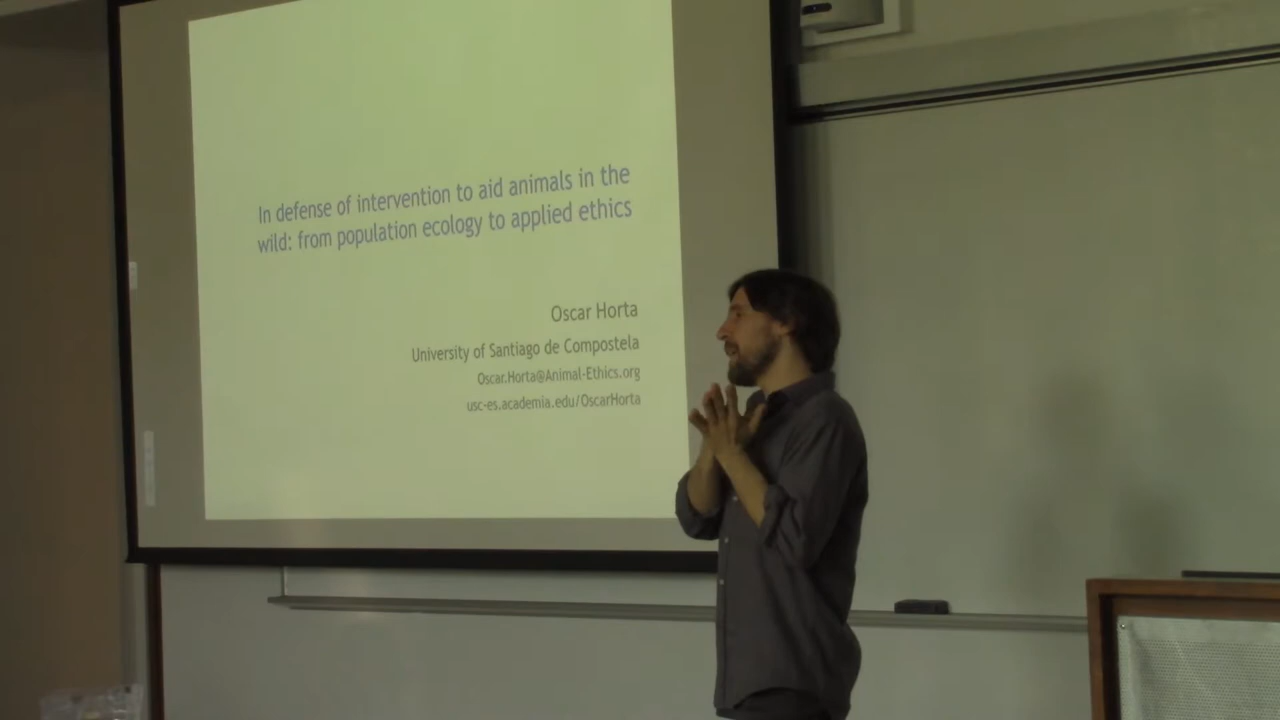 In defense of intervention to aid animals in the
wild: from population ecology to applied ethics
Oscar Horta
University of Santiago de Compostela
Oscar.Horta@Animal-Ethics.org
usc-es.academia.edu/OscarHorta